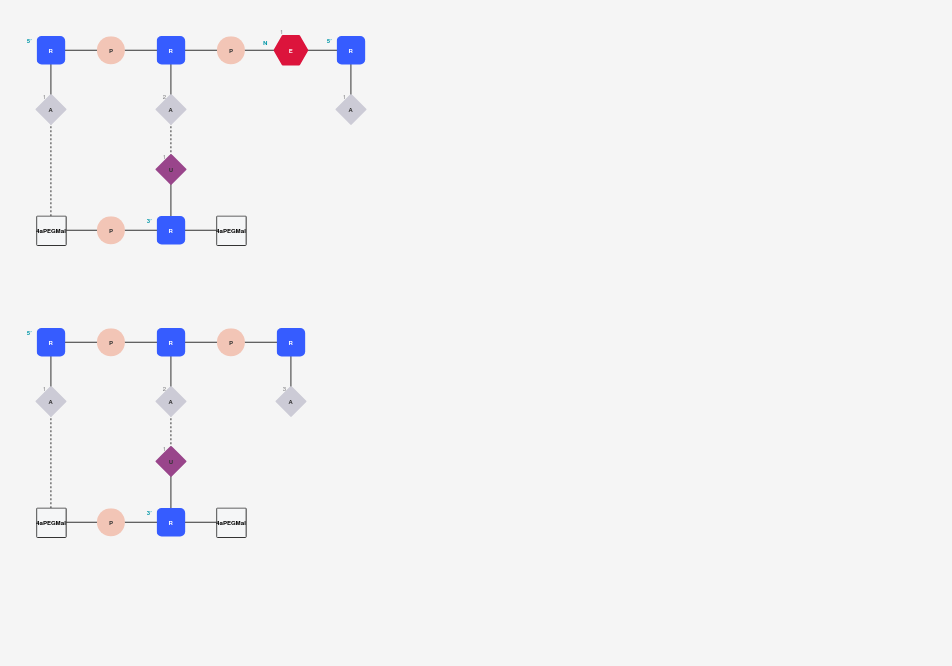 5' R P R P N 1 E 5' R
1 A 2 A 1 A
1 U
4aPEGMal P 3' R 4aPEGMal
5' R P R P R
1 A 2 A 3 A
1 U
4aPEGMal P 3' R 4aPEGMal